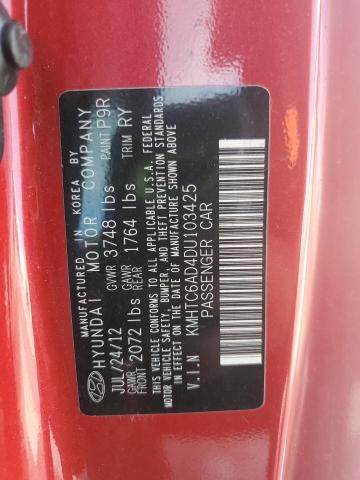 MANUFACTURED IN KOREA BY
HYUNDAI MOTOR COMPANY
JUL/24/12 GVWR 3748 lbs PAINT P9R
GAWR FRONT 2072 lbs GAWR REAR 1764 lbs TRIM RY
THIS VEHICLE CONFORMS TO ALL APPLICABLE U.S.A. FEDERAL
MOTOR VEHICLE SAFETY, BUMPER, AND THEFT PREVENTION
STANDARDS IN EFFECT ON THE DATE OF MANUFACTURE SHOWN ABOVE
V.I.N KMHTC6AD4DU103425
PASSENGER CAR